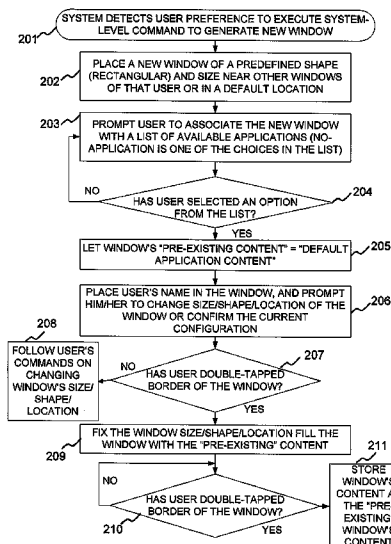 SYSTEM DETECTS USER PREFERENCE TO EXECUTE SYSTEM-
LEVEL COMMAND TO GENERATE NEW WINDOW
201
PLACE A NEW WINDOW OF A PREDEFINED SHAPE
(RECTANGULAR) AND SIZE NEAR OTHER WINDOWS
OF THAT USER OR IN A DEFAULT LOCATION
202
203
PROMPT USER TO ASSOCIATE THE NEW WINDOW
WITH A LIST OF AVAILABLE APPLICATIONS (NO-
APPLICATION IS ONE OF THE CHOICES IN THE LIST)
NO
HAS USER SELECTED AN OPTION
FROM THE LIST?
204
YES
LET WINDOW'S "PRE-EXISTING CONTENT" = "DEFAULT
APPLICATION CONTENT"
205
PLACE USER'S NAME IN THE WINDOW, AND PROMPT
HIM/HER TO CHANGE SIZE/SHAPE/LOCATION OF
THE WINDOW OR CONFIRM THE CURRENT
CONFIGURATION
206
208
FOLLOW USER'S
COMMANDS ON
CHANGING
WINDOW'S SIZE/
SHAPE/
LOCATION
NO
HAS USER DOUBLE-TAPPED
BORDER OF THE WINDOW?
207
YES
FIX THE WINDOW SIZE/SHAPE/LOCATION FILL THE
WINDOW WITH THE "PRE-EXISTING" CONTENT
209
NO
HAS USER DOUBLE-TAPPED
BORDER OF THE WINDOW?
210
YES
211
STORE
WINDOW'S
CONTENT
THE "PRE-
EXISTING
WINDOW'S
CONTENT